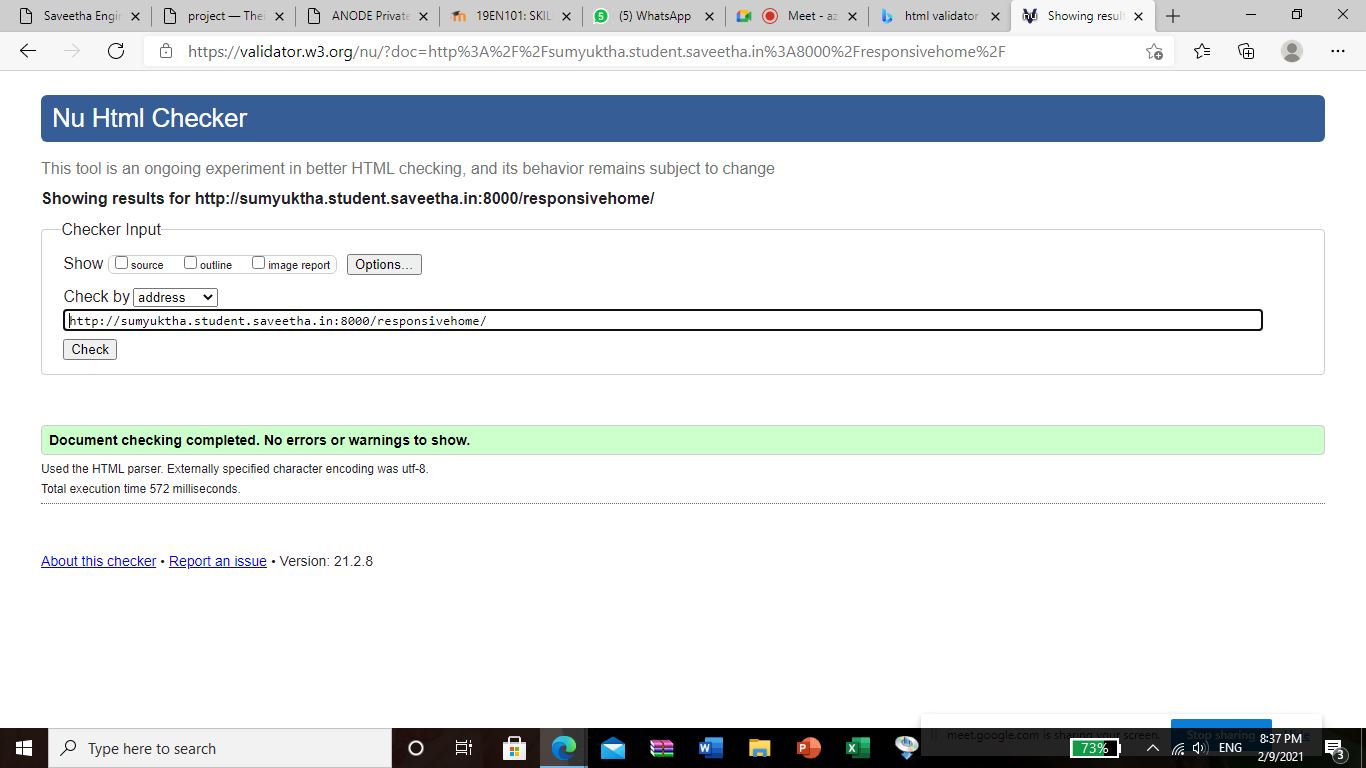 Saveetha Engi
project — Thei
ANODE Private
19EN101: SKIL
(5) WhatsApp
Meet - az
html validator
Showing result
https://validator.w3.org/nu/?doc=http%3A%2F%2Fsumyuktha.student.saveetha.in%3A8000%2Fresponsivehome%2F
Nu Html Checker
This tool is an ongoing experiment in better HTML checking, and its behavior remains subject to change
Showing results for http://sumyuktha.student.saveetha.in:8000/responsivehome/
Checker Input
Show source outline image report Options...
Check by address
http://sumyuktha.student.saveetha.in:8000/responsivehome/
Check
Document checking completed. No errors or warnings to show.
Used the HTML parser. Externally specified character encoding was utf-8.
Total execution time 572 milliseconds.
About this checker • Report an issue • Version: 21.2.8
meet.google.com is sharing your screen.
Stop sharing
Type here to search
73%
ENG
8:37 PM
2/9/2021
3